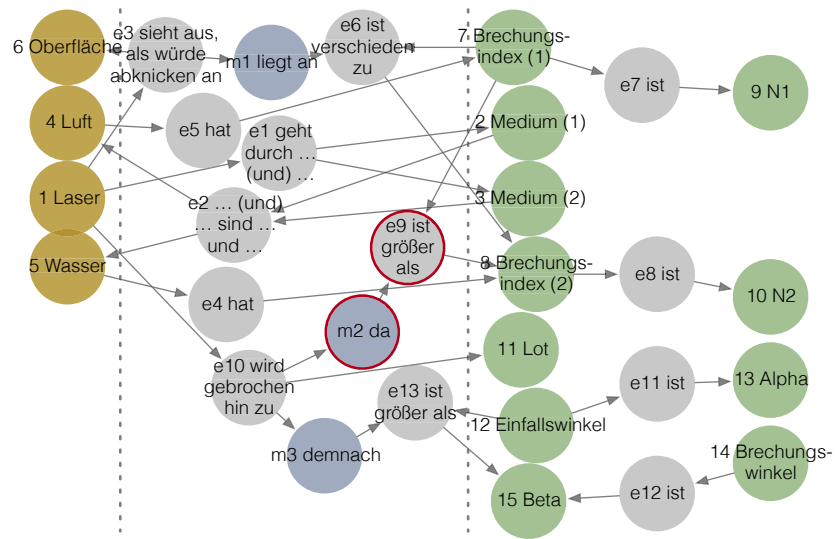 6 Oberfläche
e3 sieht aus,
als würde
abknicken an
m1 liegt an
e6 ist
verschieden
zu
7 Brechungs-
index (1)
e7 ist
9 N1
4 Luft
e5 hat
e1 geht
durch ...
(und) ...
2 Medium (1)
1 Laser
e2 ... (und)
... sind ...
und ...
3 Medium (2)
e9 ist
größer
als
5 Wasser
8 Brechungs-
index (2)
e8 ist
10 N2
e4 hat
m2 da
11 Lot
e10 wird
gebrochen
hin zu
e13 ist
größer als
e11 ist
13 Alpha
12 Einfallswinkel
m3 demnach
14 Brechungs-
winkel
15 Beta
e12 ist